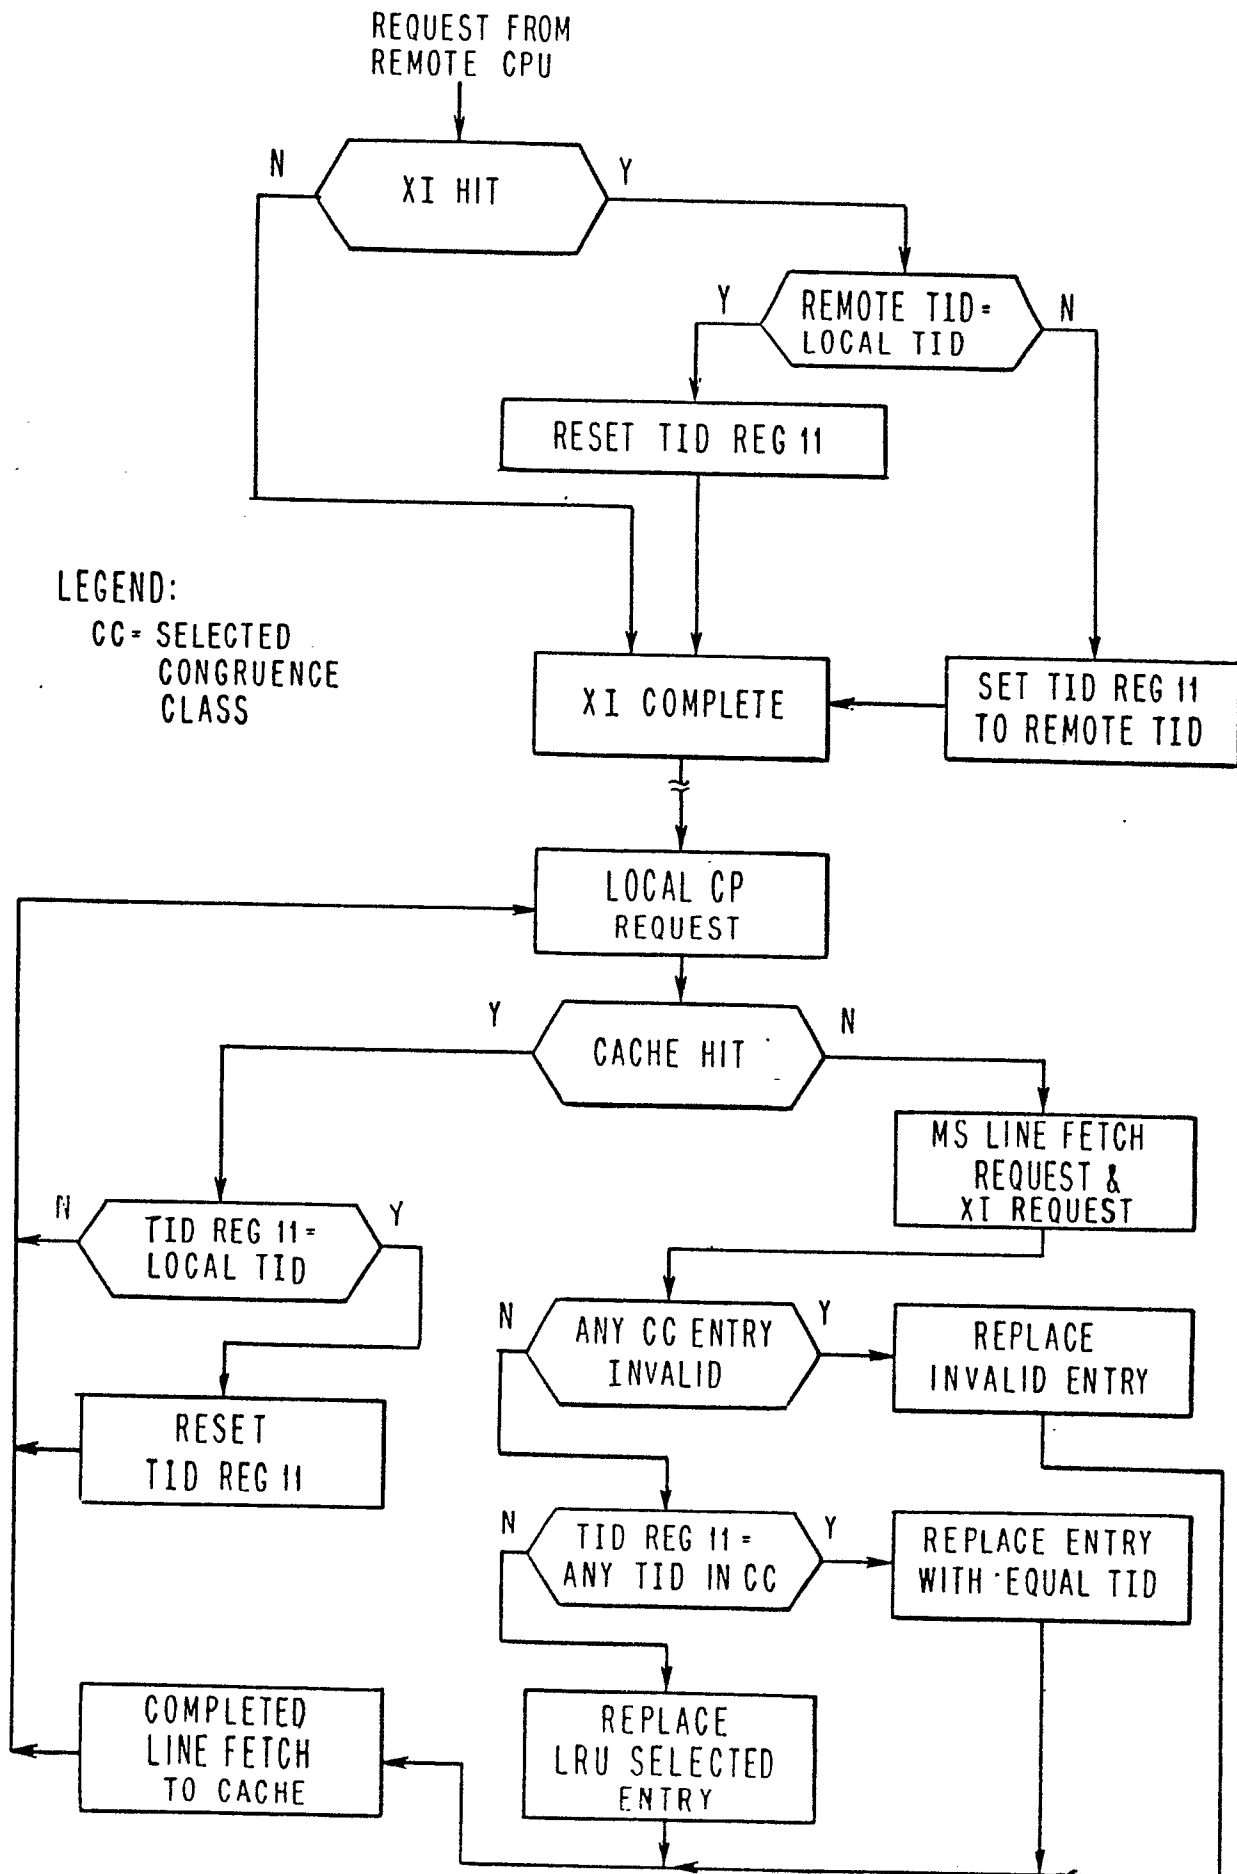 REQUEST FROM
REMOTE CPU
N
XI HIT
Y
Y
REMOTE TID=
LOCAL TID
N
RESET TID REG 11
LEGEND:
CC= SELECTED
CONGRUENCE
CLASS
XI COMPLETE
SET TID REG 11
TO REMOTE TID
LOCAL CP
REQUEST
Y
CACHE HIT
N
MS LINE FETCH
REQUEST &
XI REQUEST
N
TID REG 11=
LOCAL TID
Y
N
ANY CC ENTRY
INVALID
Y
REPLACE
INVALID ENTRY
RESET
TID REG 11
N
TID REG 11=
ANY TID IN CC
Y
REPLACE ENTRY
WITH EQUAL TID
COMPLETED
LINE FETCH
TO CACHE
REPLACE
LRU SELECTED
ENTRY